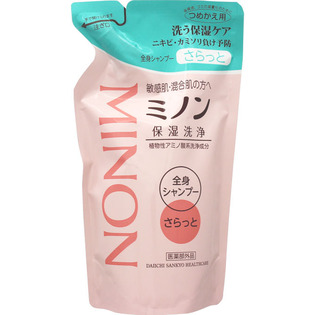 つめかえ用
洗う保湿ケア
ニキビ・カミソリ負け予防
全身シャンプー さらっと
敏感肌・混合肌の方へ
MINON
ミノン
保湿洗浄
植物性アミノ酸系洗浄成分
全身
シャンプー
さらっと
医薬部外品
DAIICHI SANKYO HEALTHCARE